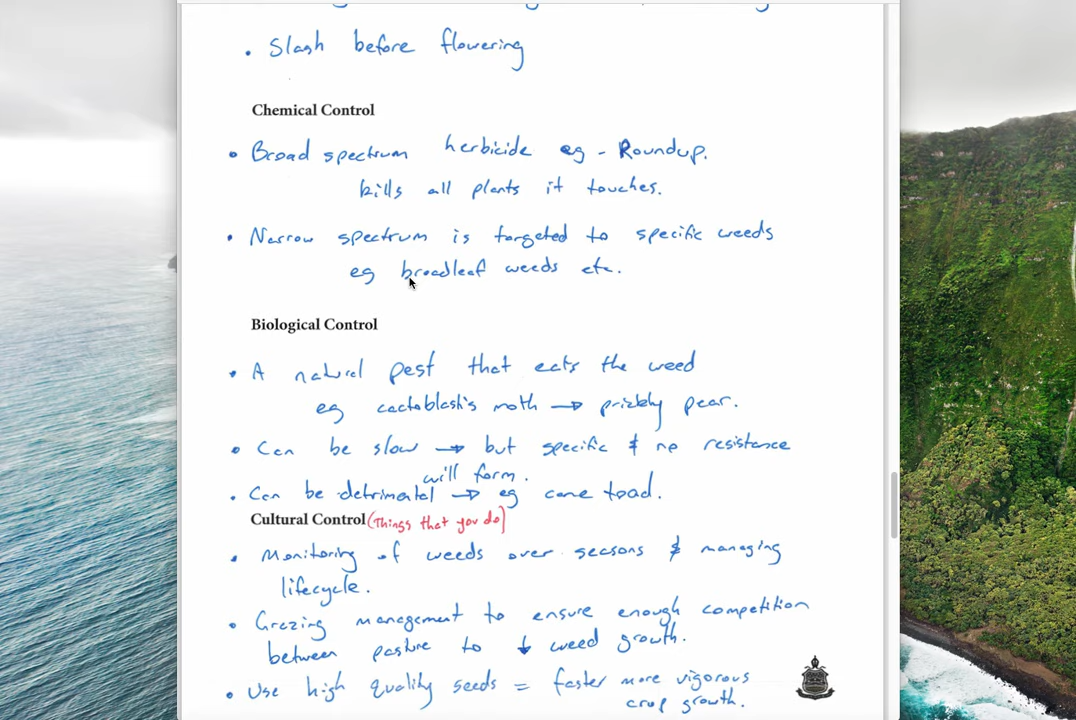 • Slash before flowering
Chemical Control
• Broad spectrum herbicide eg - Roundup.
kills all plants it touches.
• Narrow spectrum is targeted to specific weeds
eg broadleaf weeds etc.
Biological Control
• A natural pest that eats the weed
eg cactoblastis moth → prickly pear.
• Can be slow → but specific & no resistance
will form.
• Can be detrimental → eg cane toad.
Cultural Control (Things that you do)
• Monitoring of weeds over seasons & managing
lifecycle.
• Grazing management to ensure enough competition
between pasture to ↓ weed growth.
• Use high quality seeds = faster more vigorous
crop growth.